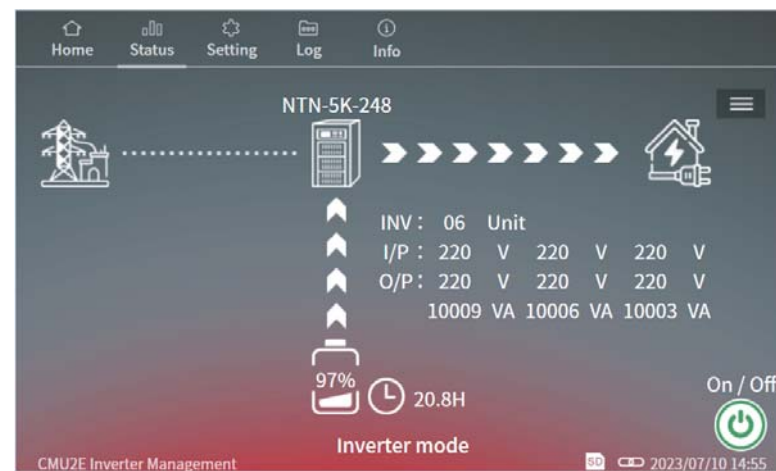 Home Status Setting Log Info
NTN-5K-248
INV : 06 Unit
I/P : 220 V 220 V 220 V
O/P : 220 V 220 V 220 V
10009 VA 10006 VA 10003 VA
97%
20.8H
On / Off
Inverter mode
CMU2E Inverter Management
SD
2023/07/10 14:55